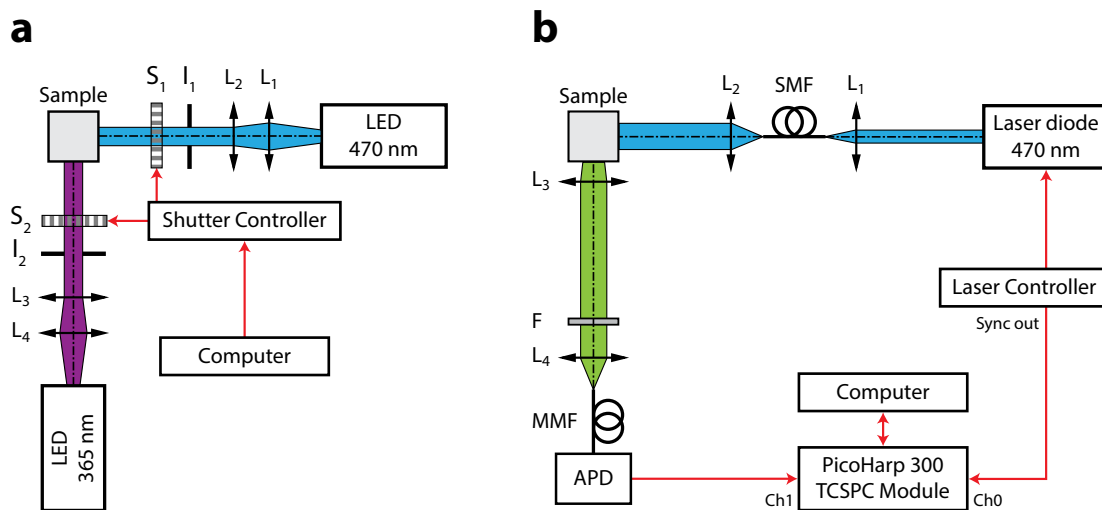 a
S1 I1 L2 L1
Sample
LED
470 nm
S2
Shutter Controller
I2
L3
L4
Computer
LED
365 nm
b
Sample
L2 SMF L1
Laser diode
470 nm
L3
Laser Controller
Sync out
F
L4
Computer
MMF
APD
PicoHarp 300
TCSPC Module
Ch1
Ch0